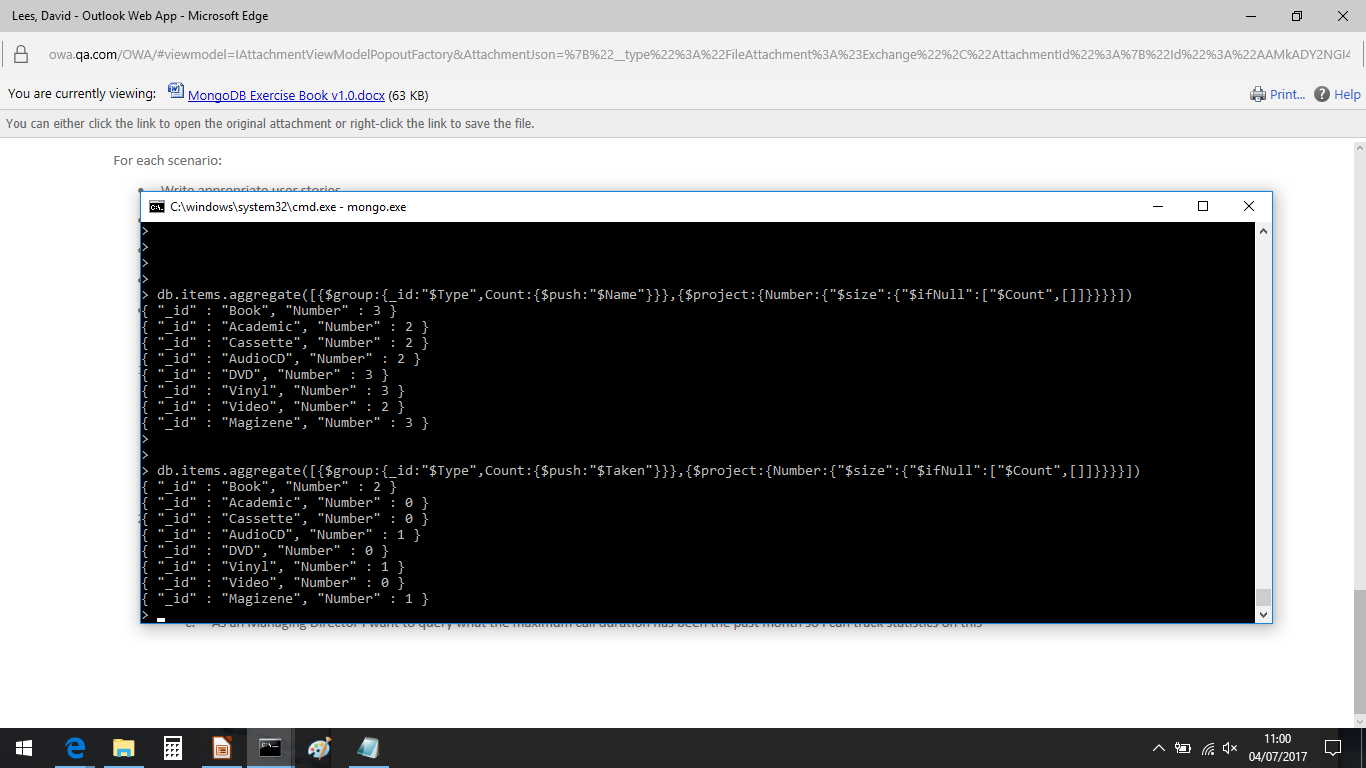 Lees, David - Outlook Web App - Microsoft Edge
owa.qa.com/OWA/#viewmodel=IAttachmentViewModelPopoutFactory&AttachmentJson=%7B%22__type%22%3A%22FileAttachment%3A%23Exchange%22%2C%22AttachmentId%22%3A%7B%22Id%22%3A%22AAMkADY2NGI4
You are currently viewing: MongoDB Exercise Book v1.0.docx (63 KB)
Print... Help
You can either click the link to open the original attachment or right-click the link to save the file.
For each scenario:
Write appropriate user stories
C:\windows\system32\cmd.exe - mongo.exe
>
>
>
>
> db.items.aggregate([{$group:{_id:"$Type",Count:{$push:"$Name"}}},{$project:{Number:{"$size":{"$ifNull":["$Count",[]]}}}}])
{ "_id" : "Book", "Number" : 3 }
{ "_id" : "Academic", "Number" : 2 }
{ "_id" : "Cassette", "Number" : 2 }
{ "_id" : "AudioCD", "Number" : 2 }
{ "_id" : "DVD", "Number" : 3 }
{ "_id" : "Vinyl", "Number" : 3 }
{ "_id" : "Video", "Number" : 2 }
{ "_id" : "Magizene", "Number" : 3 }
>
>
> db.items.aggregate([{$group:{_id:"$Type",Count:{$push:"$Taken"}}},{$project:{Number:{"$size":{"$ifNull":["$Count",[]]}}}}])
{ "_id" : "Book", "Number" : 2 }
{ "_id" : "Academic", "Number" : 0 }
{ "_id" : "Cassette", "Number" : 0 }
{ "_id" : "AudioCD", "Number" : 1 }
{ "_id" : "DVD", "Number" : 0 }
{ "_id" : "Vinyl", "Number" : 1 }
{ "_id" : "Video", "Number" : 0 }
{ "_id" : "Magizene", "Number" : 1 }
>
c. As an Managing Director I want to query what the maximum call duration has been the past month so I can track statistics on this
11:00
04/07/2017